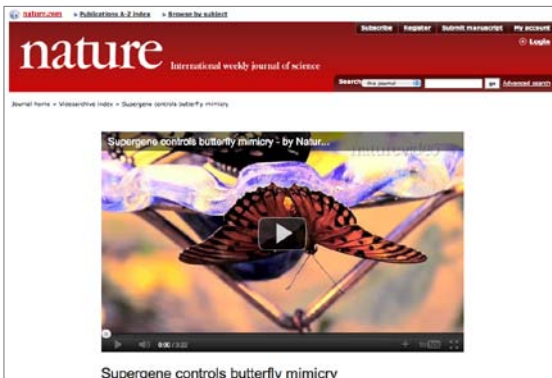 nature.com Publications A-Z index Browse by subject
Subscribe Register Submit manuscript My account
Login
nature International weekly journal of science
Search this journal go Advanced search
Journal home > Videoarchive index > Supergene controls butterfly mimicry
Supergene controls butterfly mimicry - by Natur...
naturevideo
0:00 / 3:22
Supergene controls butterfly mimicry